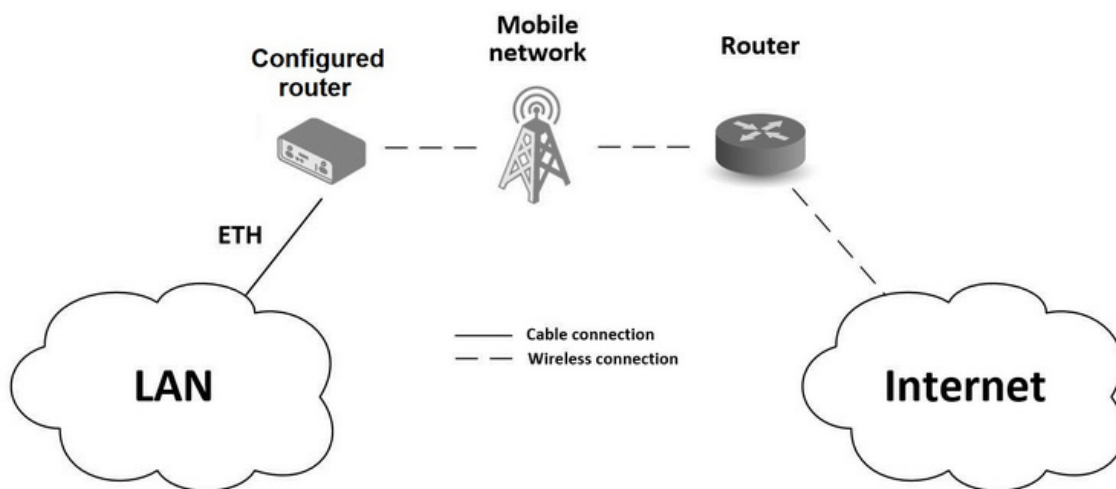 Configured
router
Mobile
network
Router
ETH
LAN
Cable connection
Wireless connection
Internet